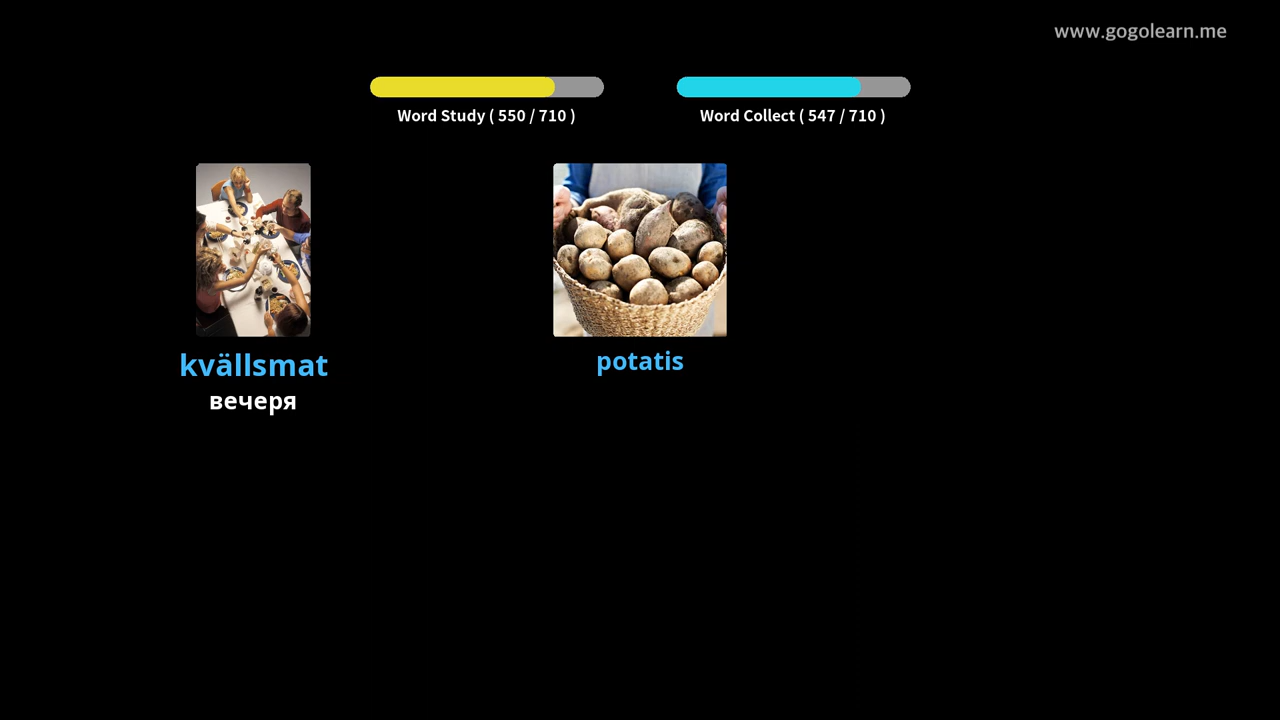 www.gogolearn.me
Word Study ( 550 / 710 )
Word Collect ( 547 / 710 )
kvällsmat
вечеря
potatis